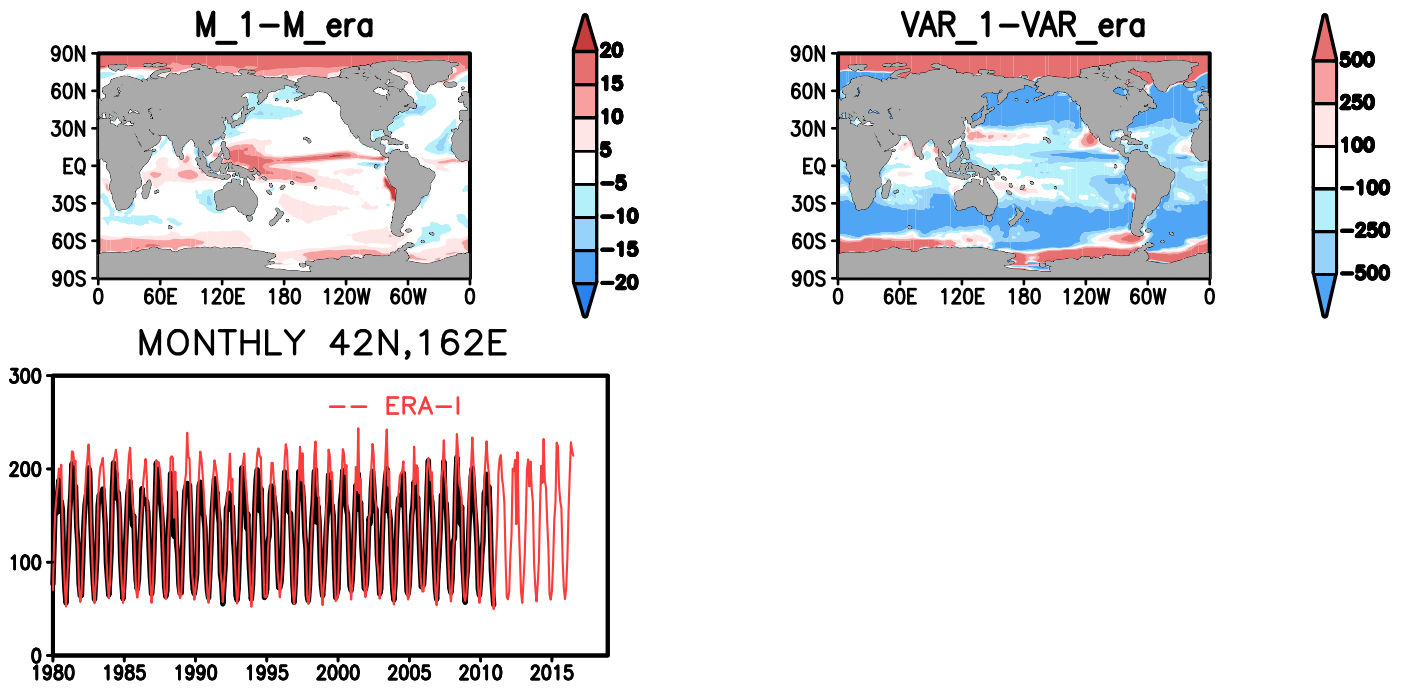 M_1-M_era
90N
60N
30N
EQ
30S
60S
90S
0 60E 120E 180 120W 60W 0
20
15
10
5
-5
-10
-15
-20
VAR_1-VAR_era
90N
60N
30N
EQ
30S
60S
90S
0 60E 120E 180 120W 60W 0
500
250
100
-100
-250
-500
MONTHLY 42N,162E
300
200
100
0
ERA-I
1980 1985 1990 1995 2000 2005 2010 2015